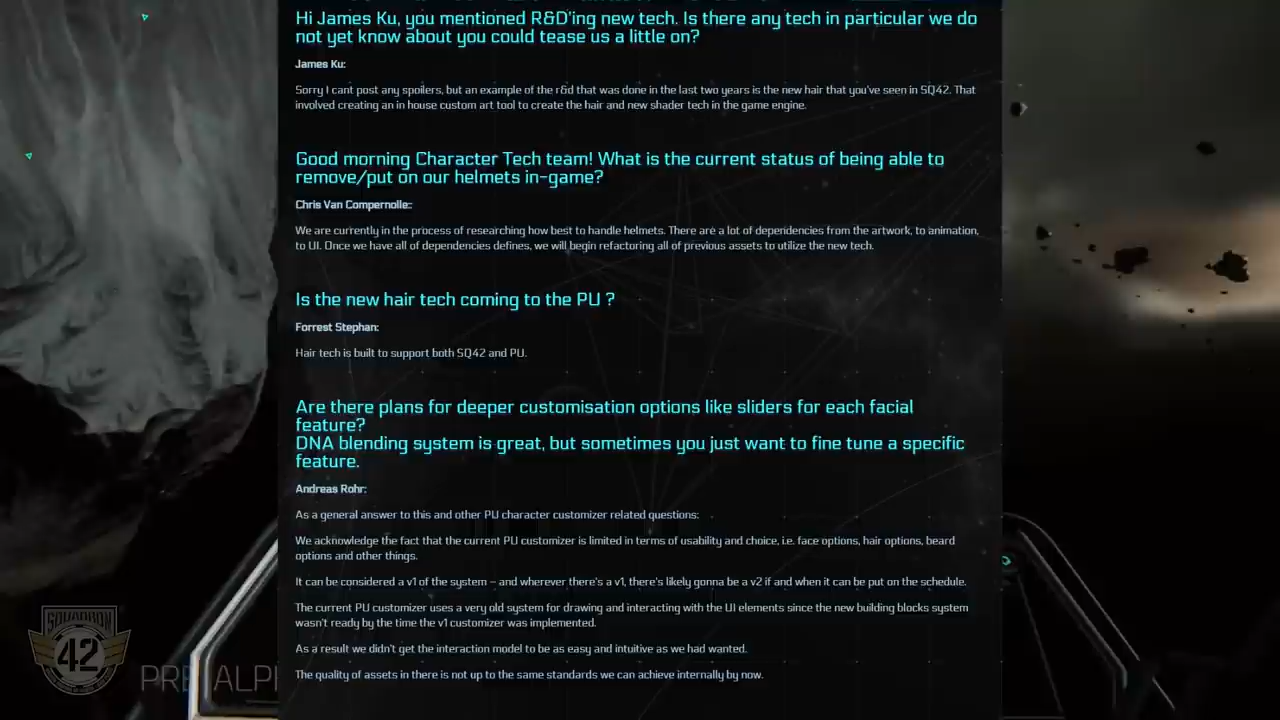 Hi James Ku, you mentioned R&D'ing new tech. Is there any tech in particular we do
not yet know about you could tease us a little on?
James Ku:
Sorry I cant post any spoilers, but an example of the r&d that was done in the last two years is the new hair that you've seen in SQ42. That
involved creating an in house custom art tool to create the hair and new shader tech in the game engine.
Good morning Character Tech team! What is the current status of being able to
remove/put on our helmets in-game?
Chris Van Compernolle:
We are currently in the process of researching how best to handle helmets. There are a lot of dependencies from the artwork, to animation,
to UI. Once we have all of dependencies defines, we will begin refactoring all of previous assets to utilize the new tech.
Is the new hair tech coming to the PU ?
Forrest Stephan:
Hair tech is built to support both SQ42 and PU.
Are there plans for deeper customisation options like sliders for each facial
feature?
DNA blending system is great, but sometimes you just want to fine tune a specific
feature.
Andreas Rohr:
As a general answer to this and other PU character customizer related questions:
We acknowledge the fact that the current PU customizer is limited in terms of usability and choice, i.e. face options, hair options, beard
options and other things.
It can be considered a v1 of the system – and wherever there's a v1, there's likely gonna be a v2 if and when it can be put on the schedule.
The current PU customizer uses a very old system for drawing and interacting with the UI elements since the new building blocks system
wasn't ready by the time the v1 customizer was implemented.
As a result we didn't get the interaction model to be as easy and intuitive as we had wanted.
The quality of assets in there is not up to the same standards we can achieve internally by now.
SQUADRON
42
PRE ALP